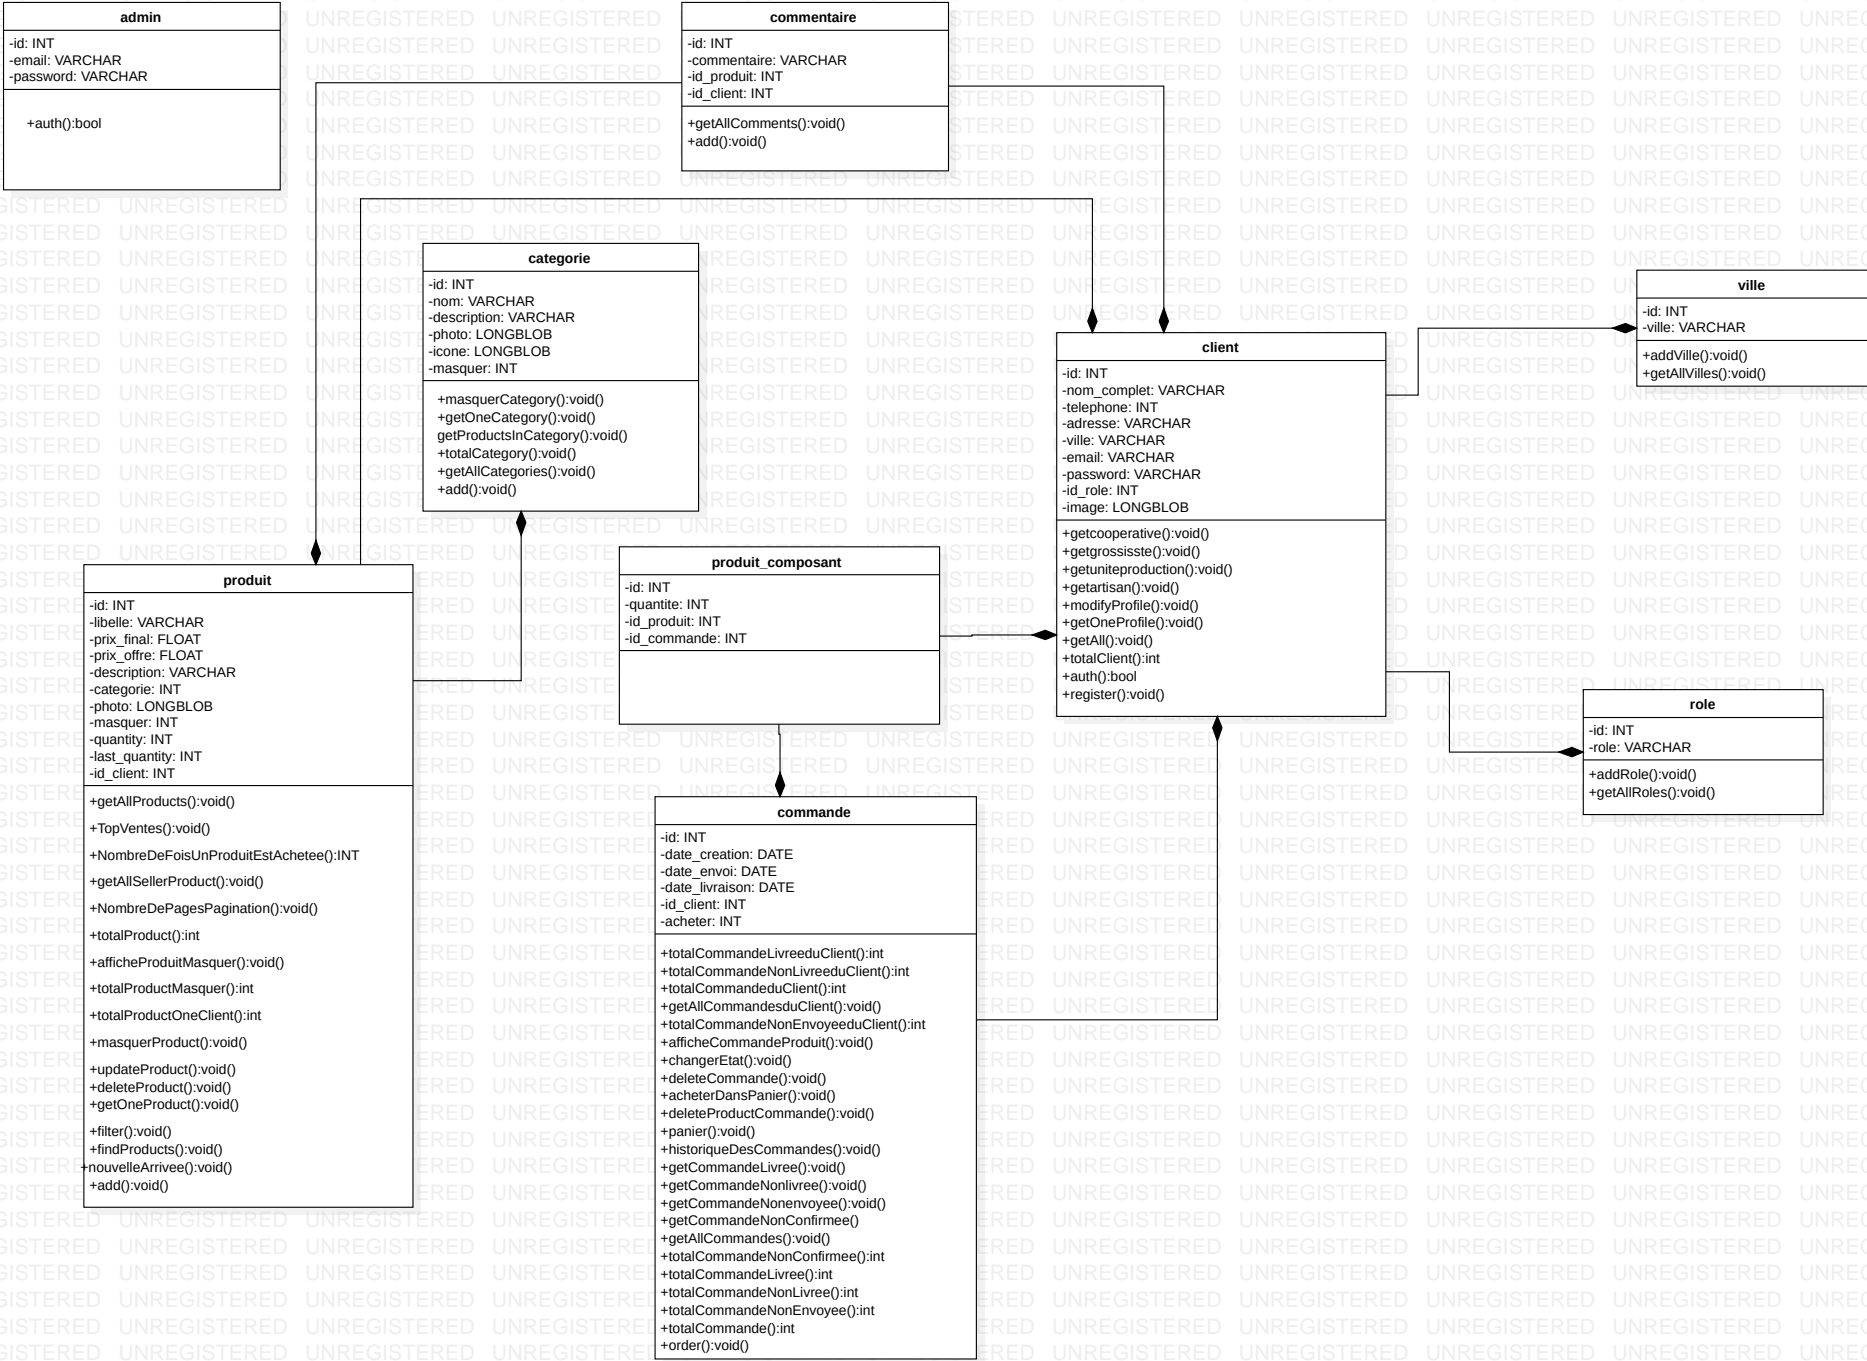 admin
-id: INT
-email: VARCHAR
-password: VARCHAR
+auth():bool
commentaire
-id: INT
-commentaire: VARCHAR
-id_produit: INT
-id_client: INT
+getAllComments():void()
+add():void()
categorie
-id: INT
-nom: VARCHAR
-description: VARCHAR
-photo: LONGBLOB
-icone: LONGBLOB
-masquer: INT
+masquerCategory():void()
+getOneCategory():void()
getProductsInCategory():void()
+totalCategory():void()
+getAllCategories():void()
+add():void()
ville
-id: INT
-ville: VARCHAR
+addVille():void()
+getAllVilles():void()
client
-id: INT
-nom_complet: VARCHAR
-telephone: INT
-adresse: VARCHAR
-ville: VARCHAR
-email: VARCHAR
-password: VARCHAR
-id_role: INT
-image: LONGBLOB
+getcooperative():void()
+getgrossisste():void()
+getuniteproduction():void()
+getartisan():void()
+modifyProfile():void()
+getOneProfile():void()
+getAll():void()
+totalClient():int
+auth():bool
+register():void()
produit
-id: INT
-libelle: VARCHAR
-prix_final: FLOAT
-prix_offre: FLOAT
-description: VARCHAR
-categorie: INT
-photo: LONGBLOB
-masquer: INT
-quantity: INT
-last_quantity: INT
-id_client: INT
+getAllProducts():void()
+TopVentes():void()
+NombreDeFoisUnProduitEstAchetee():INT
+getAllSellerProduct():void()
+NombreDePagesPagination():void()
+totalProduct():int
+afficheProduitMasquer():void()
+totalProductMasquer():int
+totalProductOneClient():int
+masquerProduct():void()
+updateProduct():void()
+deleteProduct():void()
+getOneProduct():void()
+filter():void()
+findProducts():void()
+nouvelleArrivee():void()
+add():void()
produit_composant
-id: INT
-quantite: INT
-id_produit: INT
-id_commande: INT
role
-id: INT
-role: VARCHAR
+addRole():void()
+getAllRoles():void()
commande
-id: INT
-date_creation: DATE
-date_envoi: DATE
-date_livraison: DATE
-id_client: INT
-acheter: INT
+totalCommandeLivreeduClient():int
+totalCommandeNonLivreeduClient():int
+totalCommandeduClient():int
+getAllCommandesduClient():void()
+totalCommandeNonEnvoyeeduClient():int
+afficheCommandeProduit():void()
+changerEtat():void()
+deleteCommande():void()
+acheterDansPanier():void()
+deleteProductCommande():void()
+panier():void()
+historiqueDesCommandes():void()
+getCommandeLivree():void()
+getCommandeNonlivree():void()
+getCommandeNonenvoyee():void()
+getCommandeNonConfirmee()
+getAllCommandes():void()
+totalCommandeNonConfirmee():int
+totalCommandeLivree():int
+totalCommandeNonLivree():int
+totalCommandeNonEnvoyee():int
+totalCommande():int
+order():void()